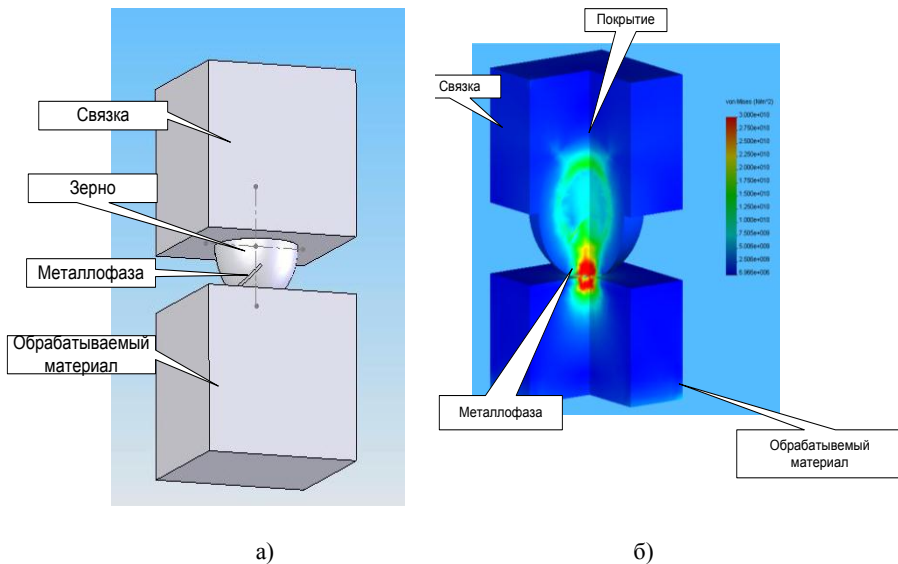 Связка
Зерно
Металлофаза
Обрабатываемый
материал
а)
Покрытие
Связка
von Mises (N/m^2)
3.000e+010
2.750e+010
2.500e+010
2.250e+010
2.000e+010
1.750e+010
1.500e+010
1.250e+010
1.000e+010
7.505e+009
5.006e+009
2.506e+009
6.986e+006
Металлофаза
Обрабатывемый
материал
б)